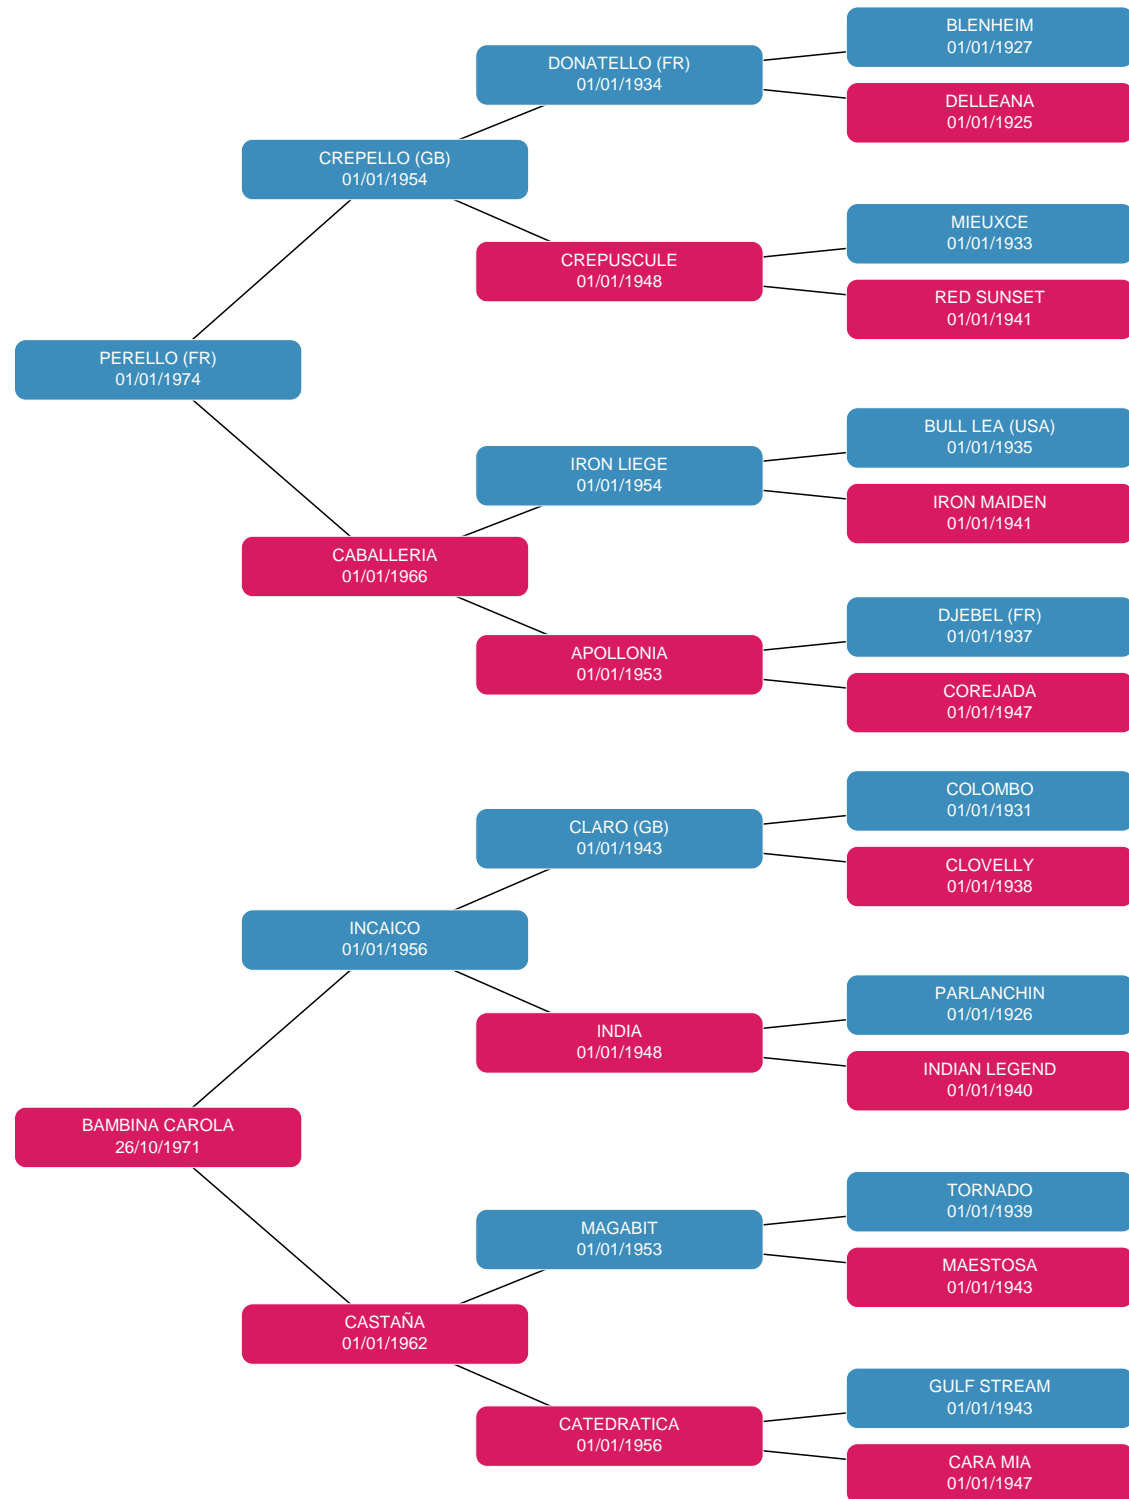 BLENHEIM
01/01/1927
DONATELLO (FR)
01/01/1934
DELLEANA
01/01/1925
CREPELLO (GB)
01/01/1954
MIEUXCE
01/01/1933
CREPUSCULE
01/01/1948
RED SUNSET
01/01/1941
PERELLO (FR)
01/01/1974
BULL LEA (USA)
01/01/1935
IRON LIEGE
01/01/1954
IRON MAIDEN
01/01/1941
CABALLERIA
01/01/1966
DJEBEL (FR)
01/01/1937
APOLLONIA
01/01/1953
COREJADA
01/01/1947
COLOMBO
01/01/1931
CLARO (GB)
01/01/1943
CLOVELLY
01/01/1938
INCAICO
01/01/1956
PARLANCHIN
01/01/1926
INDIA
01/01/1948
INDIAN LEGEND
01/01/1940
BAMBINA CAROLA
26/10/1971
TORNADO
01/01/1939
MAGABIT
01/01/1953
MAESTOSA
01/01/1943
CASTAÑA
01/01/1962
GULF STREAM
01/01/1943
CATEDRATICA
01/01/1956
CARA MIA
01/01/1947